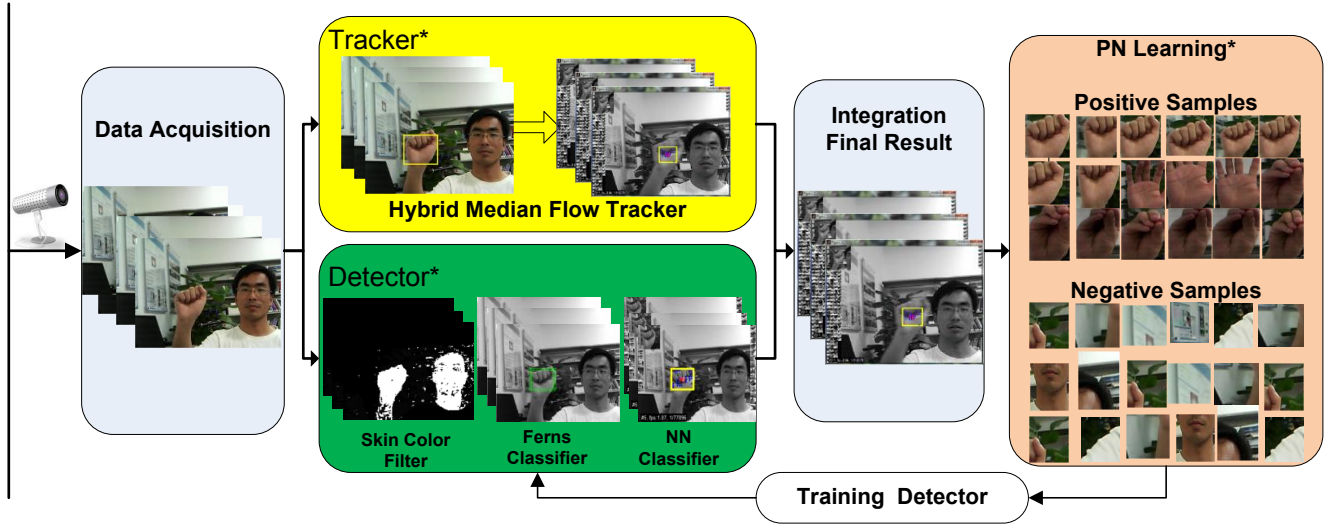 Data Acquisition
Tracker*
Hybrid Median Flow Tracker
Detector*
Skin Color
Filter
Ferns
Classifier
NN
Classifier
Integration
Final Result
PN Learning*
Positive Samples
Negative Samples
Training Detector